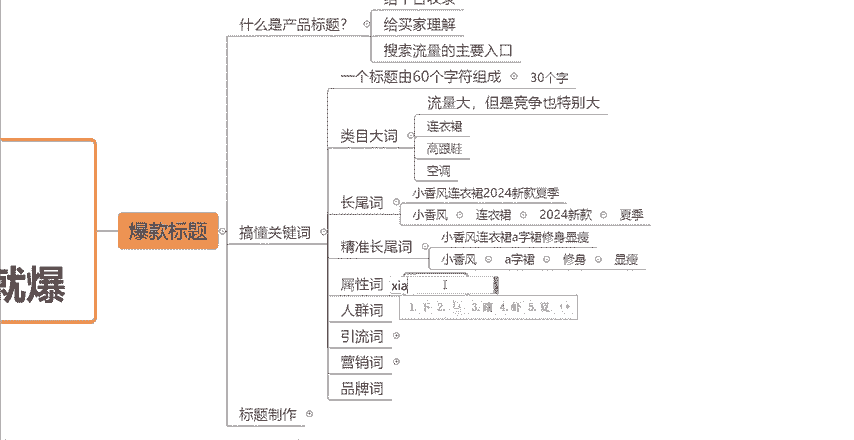 什么是产品标题？
给买家理解
搜索流量的主要入口
一个标题由60个字符组成
30个字
流量大，但是竞争也特别大
类目大词
连衣裙
高跟鞋
空调
长尾词
小香风连衣裙2024新款夏季
小香风
连衣裙
2024新款
夏季
爆款标题
搞懂关键词
精准长尾词
小香风连衣裙a字裙修身显瘦
小香风
a字裙
修身
显瘦
就爆
属性词
xia
1.下 2. 3. 4.虾 5.
人群词
引流词
营销词
品牌词
标题制作